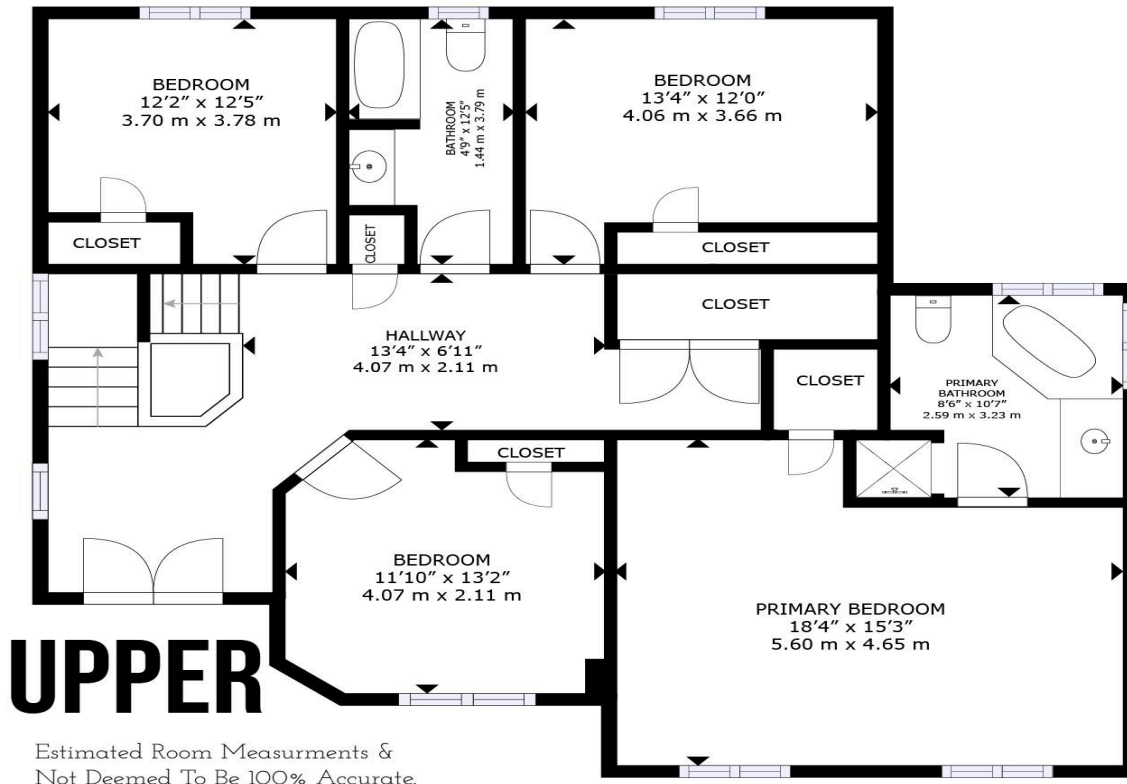 BEDROOM
12'2" x 12'5"
3.70 m x 3.78 m
BATHROOM
4'9" x 12'5"
1.44 m x 3.79 m
BEDROOM
13'4" x 12'0"
4.06 m x 3.66 m
CLOSET
CLOSET
CLOSET
CLOSET
HALLWAY
13'4" x 6'11"
4.07 m x 2.11 m
CLOSET
PRIMARY
BATHROOM
8'6" x 10'7"
2.59 m x 3.23 m
CLOSET
BEDROOM
11'10" x 13'2"
4.07 m x 2.11 m
PRIMARY BEDROOM
18'4" x 15'3"
5.60 m x 4.65 m
UPPER
Estimated Room Measurments &
Not Deemed To Be 100% Accurate.